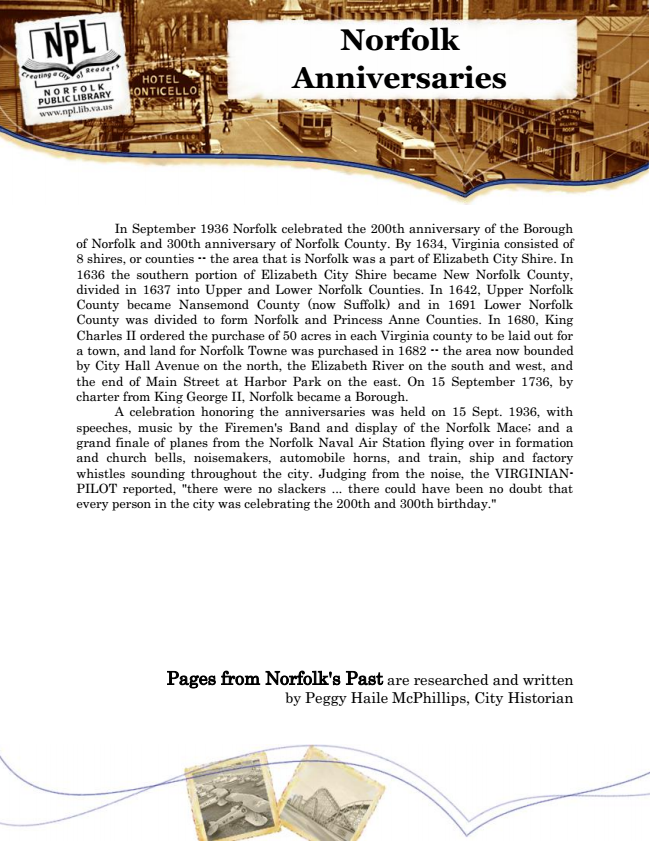 NPL
Creating a City of Readers
NORFOLK
PUBLIC LIBRARY
www.npl.lib.va.us
HOTEL
MONTICELLO
Norfolk
Anniversaries
In September 1936 Norfolk celebrated the 200th anniversary of the Borough
of Norfolk and 300th anniversary of Norfolk County. By 1634, Virginia consisted of
8 shires, or counties -- the area that is Norfolk was a part of Elizabeth City Shire. In
1636 the southern portion of Elizabeth City Shire became New Norfolk County,
divided in 1637 into Upper and Lower Norfolk Counties. In 1642, Upper Norfolk
County became Nansemond County (now Suffolk) and in 1691 Lower Norfolk
County was divided to form Norfolk and Princess Anne Counties. In 1680, King
Charles II ordered the purchase of 50 acres in each Virginia county to be laid out for
a town, and land for Norfolk Towne was purchased in 1682 -- the area now bounded
by City Hall Avenue on the north, the Elizabeth River on the south and west, and
the end of Main Street at Harbor Park on the east. On 15 September 1736, by
charter from King George II, Norfolk became a Borough.
A celebration honoring the anniversaries was held on 15 Sept. 1936, with
speeches, music by the Firemen's Band and display of the Norfolk Mace; and a
grand finale of planes from the Norfolk Naval Air Station flying over in formation
and church bells, noisemakers, automobile horns, and train, ship and factory
whistles sounding throughout the city. Judging from the noise, the VIRGINIAN-
PILOT reported, "there were no slackers ... there could have been no doubt that
every person in the city was celebrating the 200th and 300th birthday."
Pages from Norfolk's Past are researched and written
by Peggy Haile McPhillips, City Historian